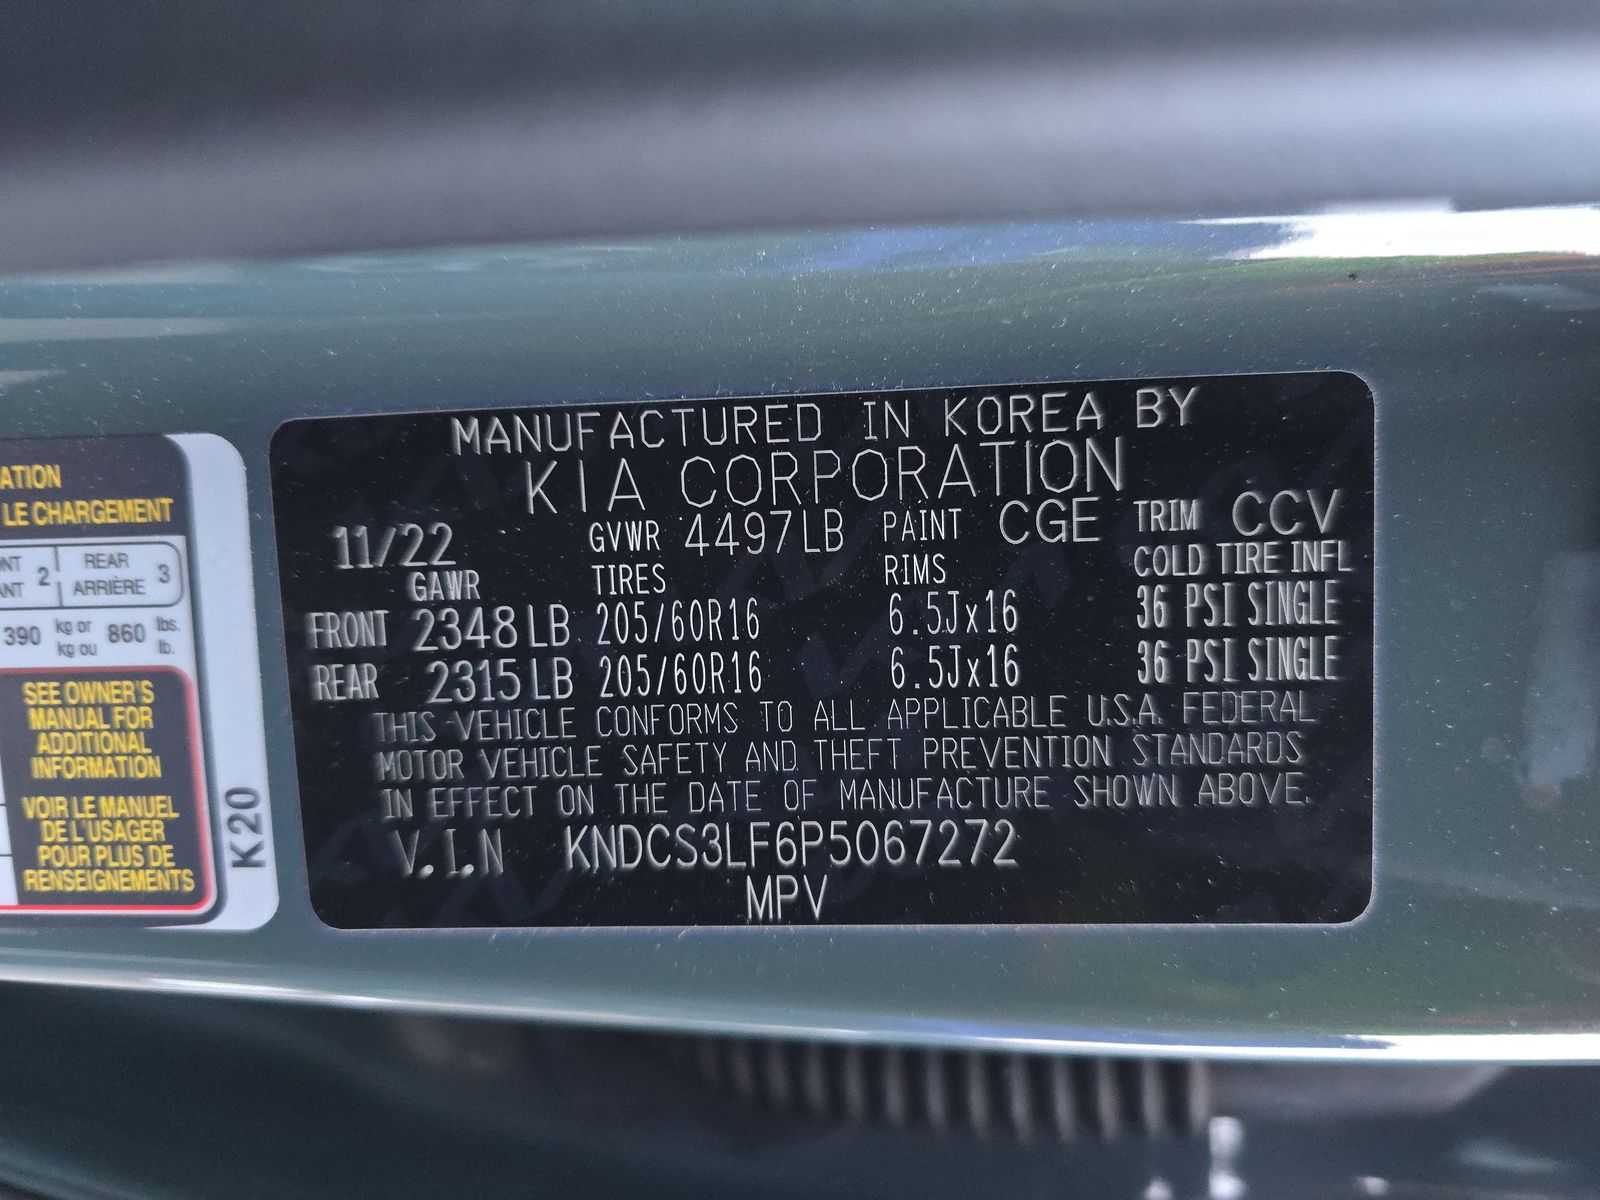 ATION
LE CHARGEMENT
NT
ANT 2
REAR
ARRIÈRE 3
390 kg or
kg ou 860 lbs.
lb.
SEE OWNER'S
MANUAL FOR
ADDITIONAL
INFORMATION
VOIR LE MANUEL
DE L'USAGER
POUR PLUS DE
RENSEIGNEMENTS
K20
MANUFACTURED IN KOREA BY
KIA CORPORATION
11/22 GVWR 4497LB PAINT CGE TRIM CCV
GAWR TIRES RIMS COLD TIRE INFL
FRONT 2348LB 205/60R16 6.5Jx16 36 PSI SINGLE
REAR 2315LB 205/60R16 6.5Jx16 36 PSI SINGLE
THIS VEHICLE CONFORMS TO ALL APPLICABLE U.S.A. FEDERAL
MOTOR VEHICLE SAFETY AND THEFT PREVENTION STANDARDS
IN EFFECT ON THE DATE OF MANUFACTURE SHOWN ABOVE.
V.I.N KNDCS3LF6P5067272
MPV